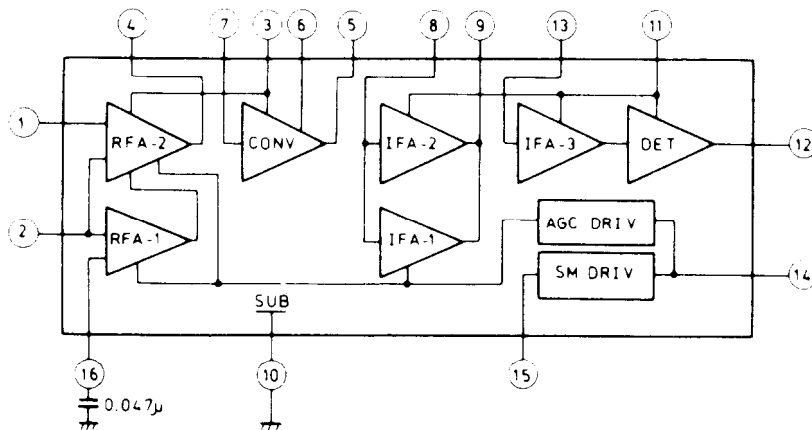 4 7 3 6 5 8 9 13 11
1 RFA-2 CONV IFA-2 IFA-3 DET 12
2 RFA-1 IFA-1 AGC DRIV
SM DRIV 14
SUB
16 10 15
0.047μ